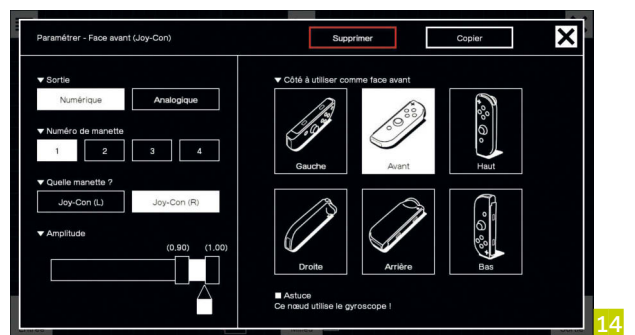 Paramétrer - Face avant (Joy-Con)
Supprimer
Copier
▼ Sortie
Numérique
Analogique
▼ Numéro de manette
1
2
3
4
▼ Quelle manette ?
Joy-Con (L)
Joy-Con (R)
▼ Amplitude
(0,90)
(1,00)
▼ Côté à utiliser comme face avant
Gauche
Avant
Haut
Droite
Arrière
Bas
■ Astuce
Ce nœud utilise le gyroscope !
14